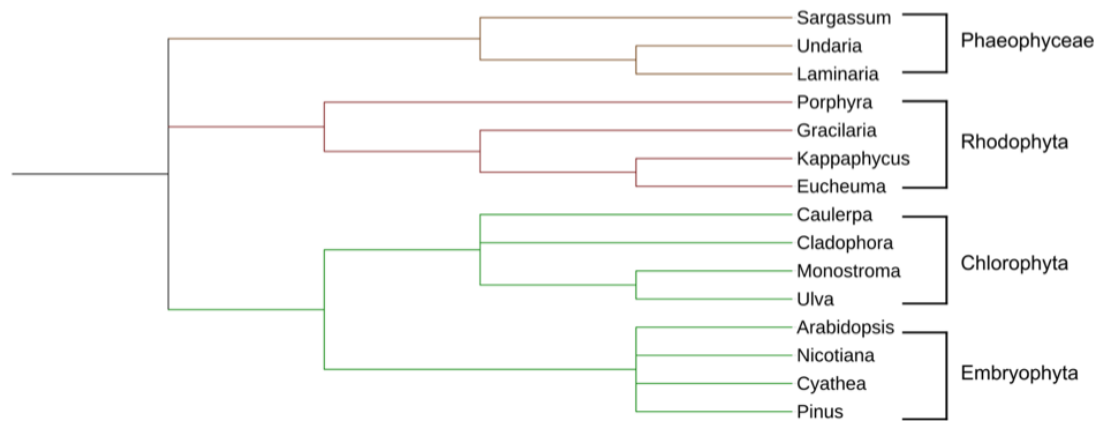 Sargassum
Undaria
Laminaria
Phaeophyceae
Porphyra
Gracilaria
Kappaphycus
Eucheuma
Rhodophyta
Caulerpa
Cladophora
Monostroma
Ulva
Chlorophyta
Arabidopsis
Nicotiana
Cyathea
Pinus
Embryophyta